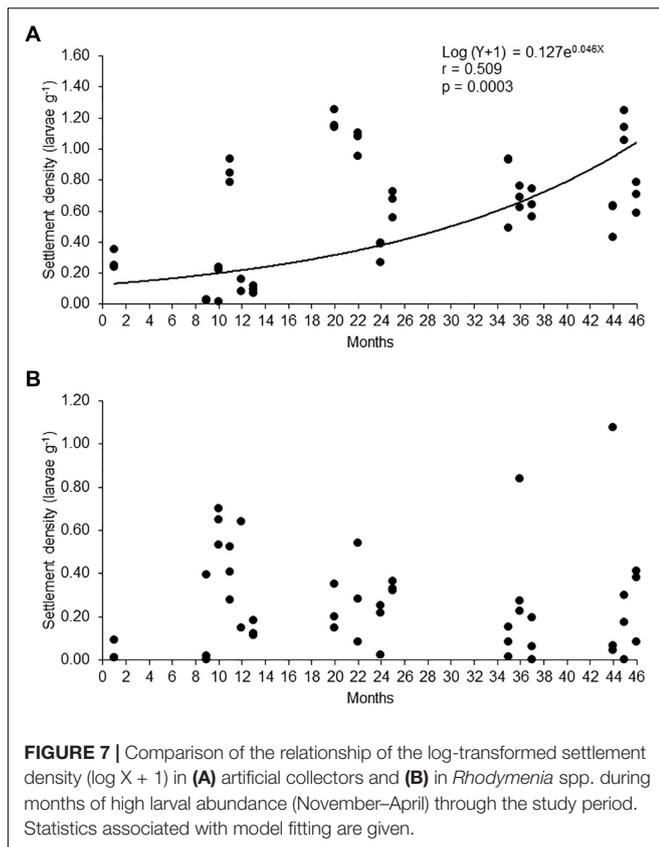 A
Log (Y+1) = 0.127e^0.046X
r = 0.509
p = 0.0003
Settlement density (larvae g-1)
1.60
1.40
1.20
1.00
0.80
0.60
0.40
0.20
0.00
0 2 4 6 8 10 12 14 16 18 20 22 24 26 28 30 32 34 36 38 40 42 44 46
Months
B
Settlement density (larvae g-1)
1.20
1.00
0.80
0.60
0.40
0.20
0.00
0 2 4 6 8 10 12 14 16 18 20 22 24 26 28 30 32 34 36 38 40 42 44 46
Months
FIGURE 7 | Comparison of the relationship of the log-transformed settlement
density (log X + 1) in (A) artificial collectors and (B) in Rhodymenia spp. during
months of high larval abundance (November–April) through the study period.
Statistics associated with model fitting are given.